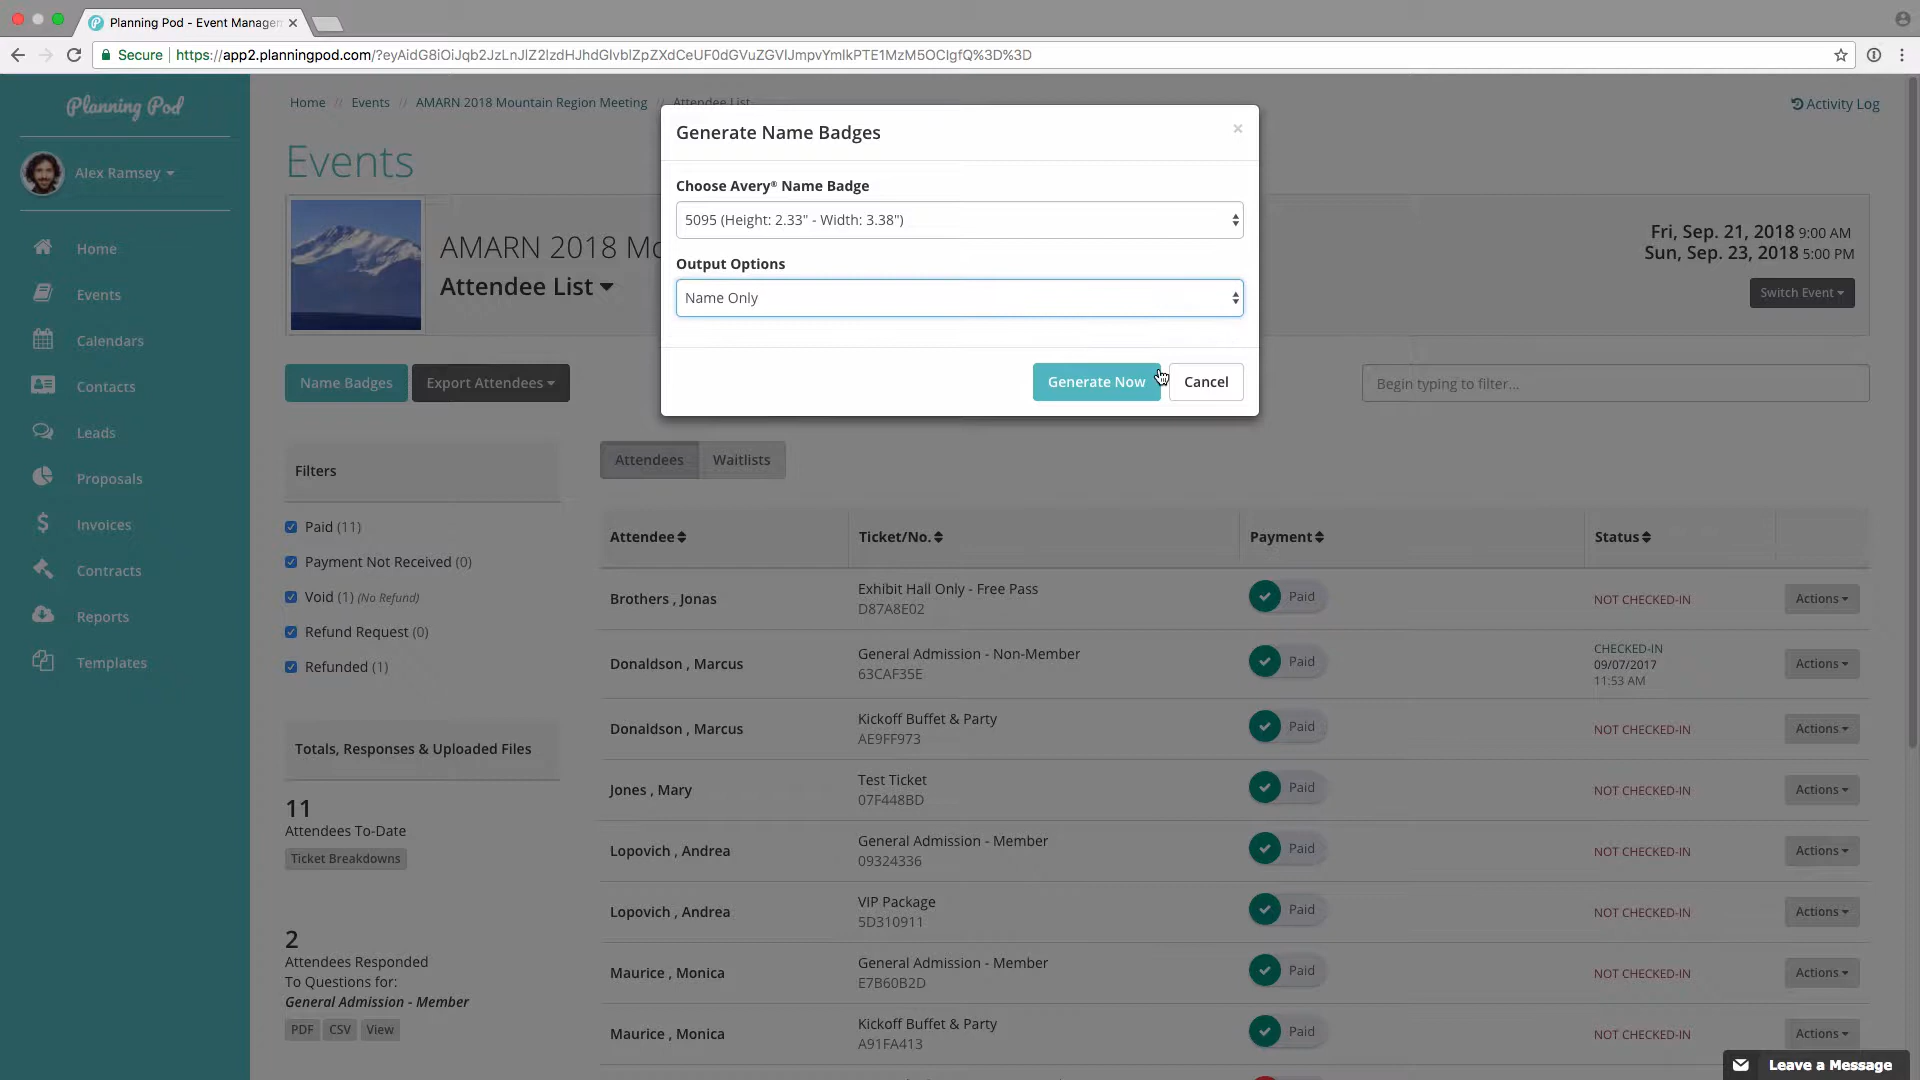 Planning Pod - Event Manager
Secure
https://app2.planningpod.com/?eyAidG8iOiJqb2JzLnJlZ2lzdHJhdGlvblZpZXdCeUF0dGVuZGVlIJmpvYmlkPTE1MzM5OCIgfQ%3D%3D
Planning Pod
Alex Ramsey
Home
Events
Calendars
Contacts
Leads
Proposals
Invoices
Contracts
Reports
Templates
Home // Events // AMARN 2018 Mountain Region Meeting // Attendee List
Activity Log
Events
AMARN 2018 Mo
Attendee List
Fri, Sep. 21, 2018 9:00 AM
Sun, Sep. 23, 2018 5:00 PM
Switch Event
Generate Name Badges
×
Choose Avery® Name Badge
5095 (Height: 2.33" - Width: 3.38")
Output Options
Name Only
Generate Now
Cancel
Name Badges
Export Attendees
Begin typing to filter...
Filters
Paid (11)
Payment Not Received (0)
Void (1) (No Refund)
Refund Request (0)
Refunded (1)
Totals, Responses & Uploaded Files
11
Attendees To-Date
Ticket Breakdowns
2
Attendees Responded
To Questions for:
General Admission - Member
PDF CSV View
Attendees Waitlists
Attendee Ticket/No. Payment Status
Brothers , Jonas Exhibit Hall Only - Free Pass Paid NOT CHECKED-IN Actions
D87A8E02
Donaldson , Marcus General Admission - Non-Member Paid CHECKED-IN Actions
63CAF35E 09/07/2017
11:53 AM
Donaldson , Marcus Kickoff Buffet & Party Paid NOT CHECKED-IN Actions
AE9FF973
Jones , Mary Test Ticket Paid NOT CHECKED-IN Actions
07F448BD
Lopovich , Andrea General Admission - Member Paid NOT CHECKED-IN Actions
09324336
Lopovich , Andrea VIP Package Paid NOT CHECKED-IN Actions
5D310911
Maurice , Monica General Admission - Member Paid NOT CHECKED-IN Actions
E7B60B2D
Maurice , Monica Kickoff Buffet & Party Paid NOT CHECKED-IN Actions
A91FA413
Leave a Message